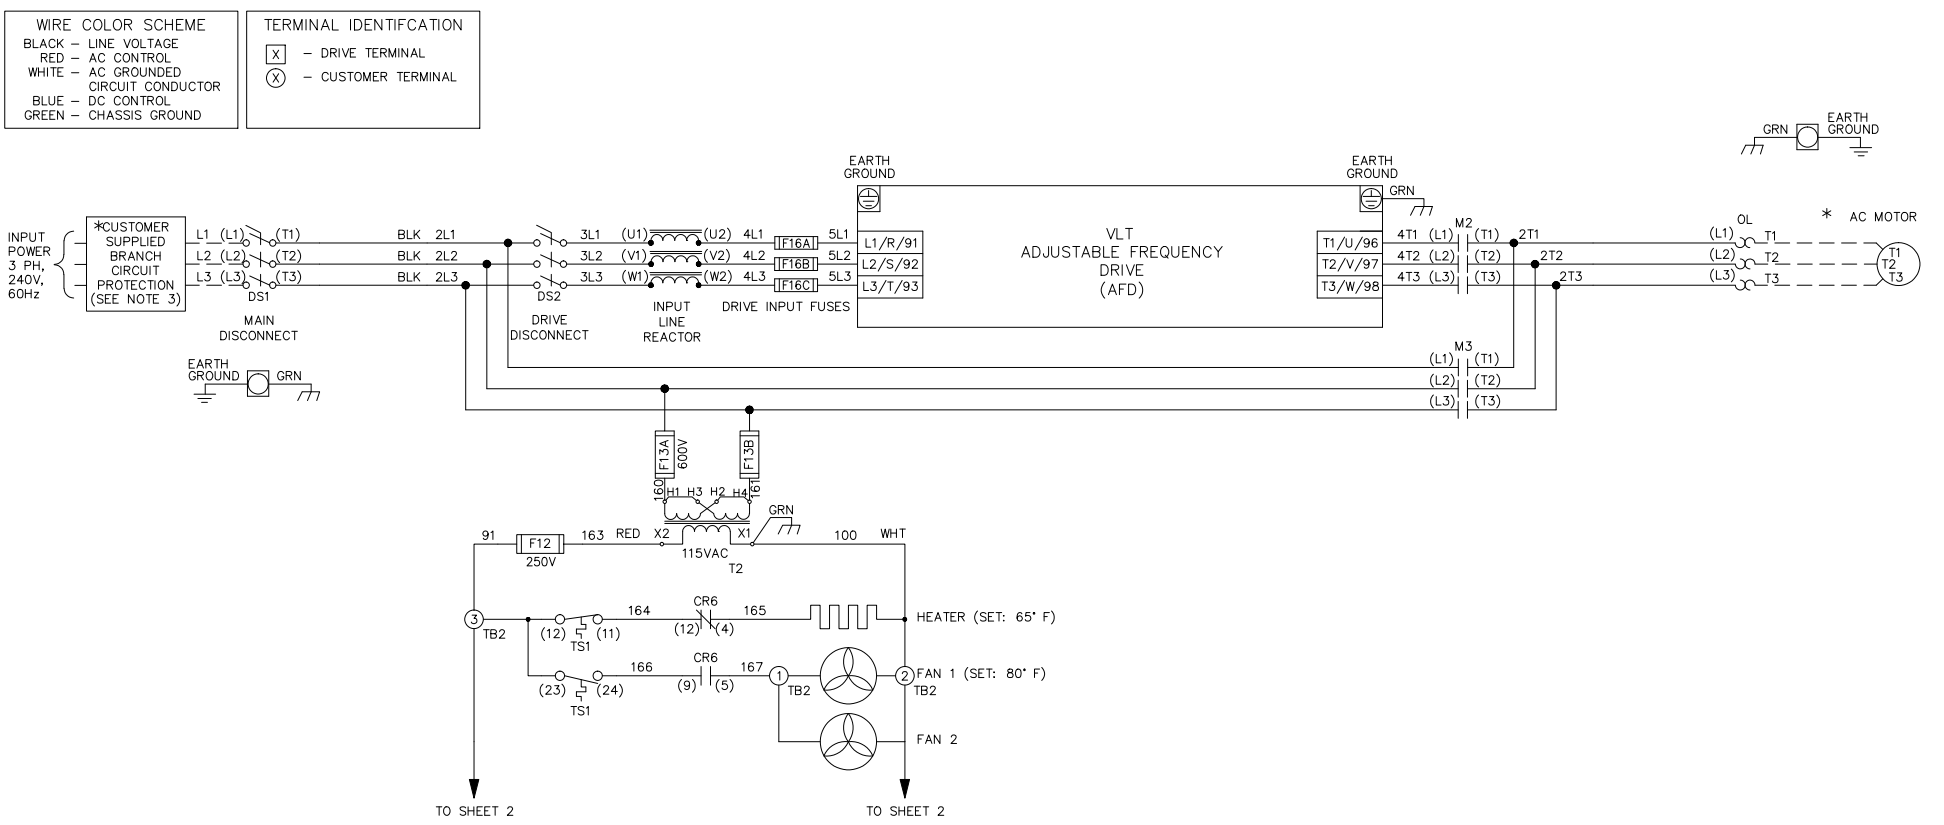 WIRE COLOR SCHEME
BLACK – LINE VOLTAGE
RED – AC CONTROL
WHITE – AC GROUNDED
CIRCUIT CONDUCTOR
BLUE – DC CONTROL
GREEN – CHASSIS GROUND
TERMINAL IDENTIFCATION
X – DRIVE TERMINAL
X – CUSTOMER TERMINAL
INPUT
POWER
3 PH,
240V,
60Hz
*CUSTOMER
SUPPLIED
BRANCH
CIRCUIT
PROTECTION
(SEE NOTE 3)
L1 (L1) (T1) BLK 2L1 3L1 (U1) (U2) 4L1 F16A 5L1 L1/R/91
L2 (L2) (T2) BLK 2L2 3L2 (V1) (V2) 4L2 F16B 5L2 L2/S/92
L3 (L3) (T3) BLK 2L3 3L3 (W1) (W2) 4L3 F16C 5L3 L3/T/93
DS1
MAIN
DISCONNECT
DS2
DRIVE
DISCONNECT
INPUT
LINE
REACTOR
DRIVE INPUT FUSES
EARTH
GROUND
VLT
ADJUSTABLE FREQUENCY
DRIVE
(AFD)
EARTH
GROUND
GRN
M2
T1/U/96 4T1 (L1) (T1) 2T1 (L1) T1
T2/V/97 4T2 (L2) (T2) 2T2 (L2) T2
T3/W/98 4T3 (L3) (T3) 2T3 (L3) T3
OL
* AC MOTOR
T1
T2
T3
GRN
EARTH
GROUND
EARTH
GROUND
GRN
M3
(L1) (T1)
(L2) (T2)
(L3) (T3)
F13A
600V
F13B
160
161
H1 H3 H2 H4
GRN
91 F12 163 RED X2 X1 100 WHT
250V
115VAC
T2
3
TB2
(12) (11)
TS1
164
CR6
(12) (4)
165
HEATER (SET: 65° F)
(23) (24)
TS1
166
CR6
(9) (5)
167
1
TB2
2
TB2
FAN 1 (SET: 80° F)
FAN 2
TO SHEET 2
TO SHEET 2